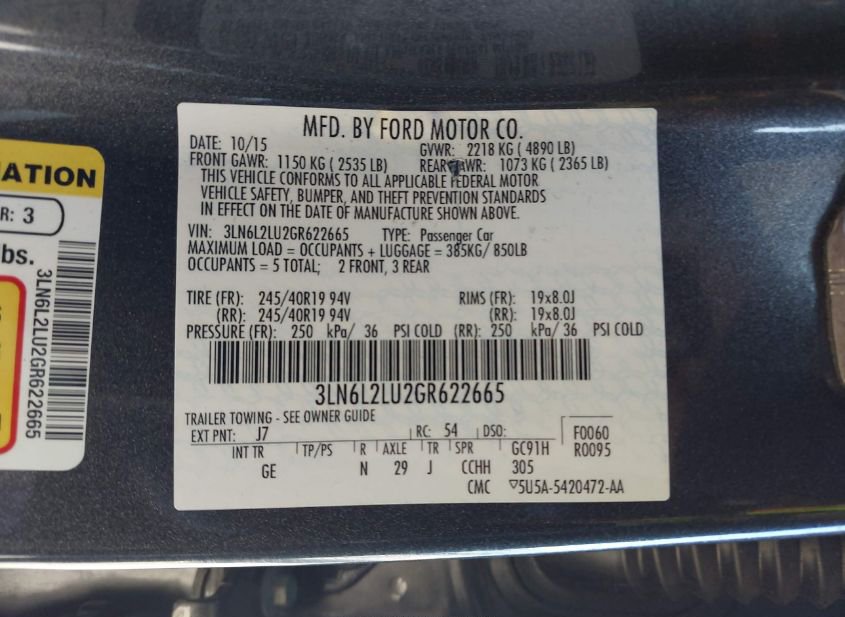 MFD. BY FORD MOTOR CO.
DATE: 10/15 GVWR: 2218 KG ( 4890 LB)
FRONT GAWR: 1150 KG ( 2535 LB) REAR GAWR: 1073 KG ( 2365 LB)
THIS VEHICLE CONFORMS TO ALL APPLICABLE FEDERAL MOTOR
VEHICLE SAFETY, BUMPER, AND THEFT PREVENTION STANDARDS
IN EFFECT ON THE DATE OF MANUFACTURE SHOWN ABOVE.
VIN: 3LN6L2LU2GR622665 TYPE: Passenger Car
MAXIMUM LOAD = OCCUPANTS + LUGGAGE = 385KG/ 850LB
OCCUPANTS = 5 TOTAL; 2 FRONT, 3 REAR
TIRE (FR): 245/40R19 94V RIMS (FR): 19x8.0J
(RR): 245/40R19 94V (RR): 19x8.0J
PRESSURE (FR): 250 kPa/ 36 PSI COLD (RR): 250 kPa/ 36 PSI COLD
3LN6L2LU2GR622665
TRAILER TOWING - SEE OWNER GUIDE
EXT PNT: J7 RC: 54 DSO: F0060
INT TR TP/PS R AXLE TR SPR GC91H R0095
GE N 29 J CCHH 305
CMC ▽5U5A-5420472-AA
MATION
R: 3
lbs.
3LN6L2LU2GR622665